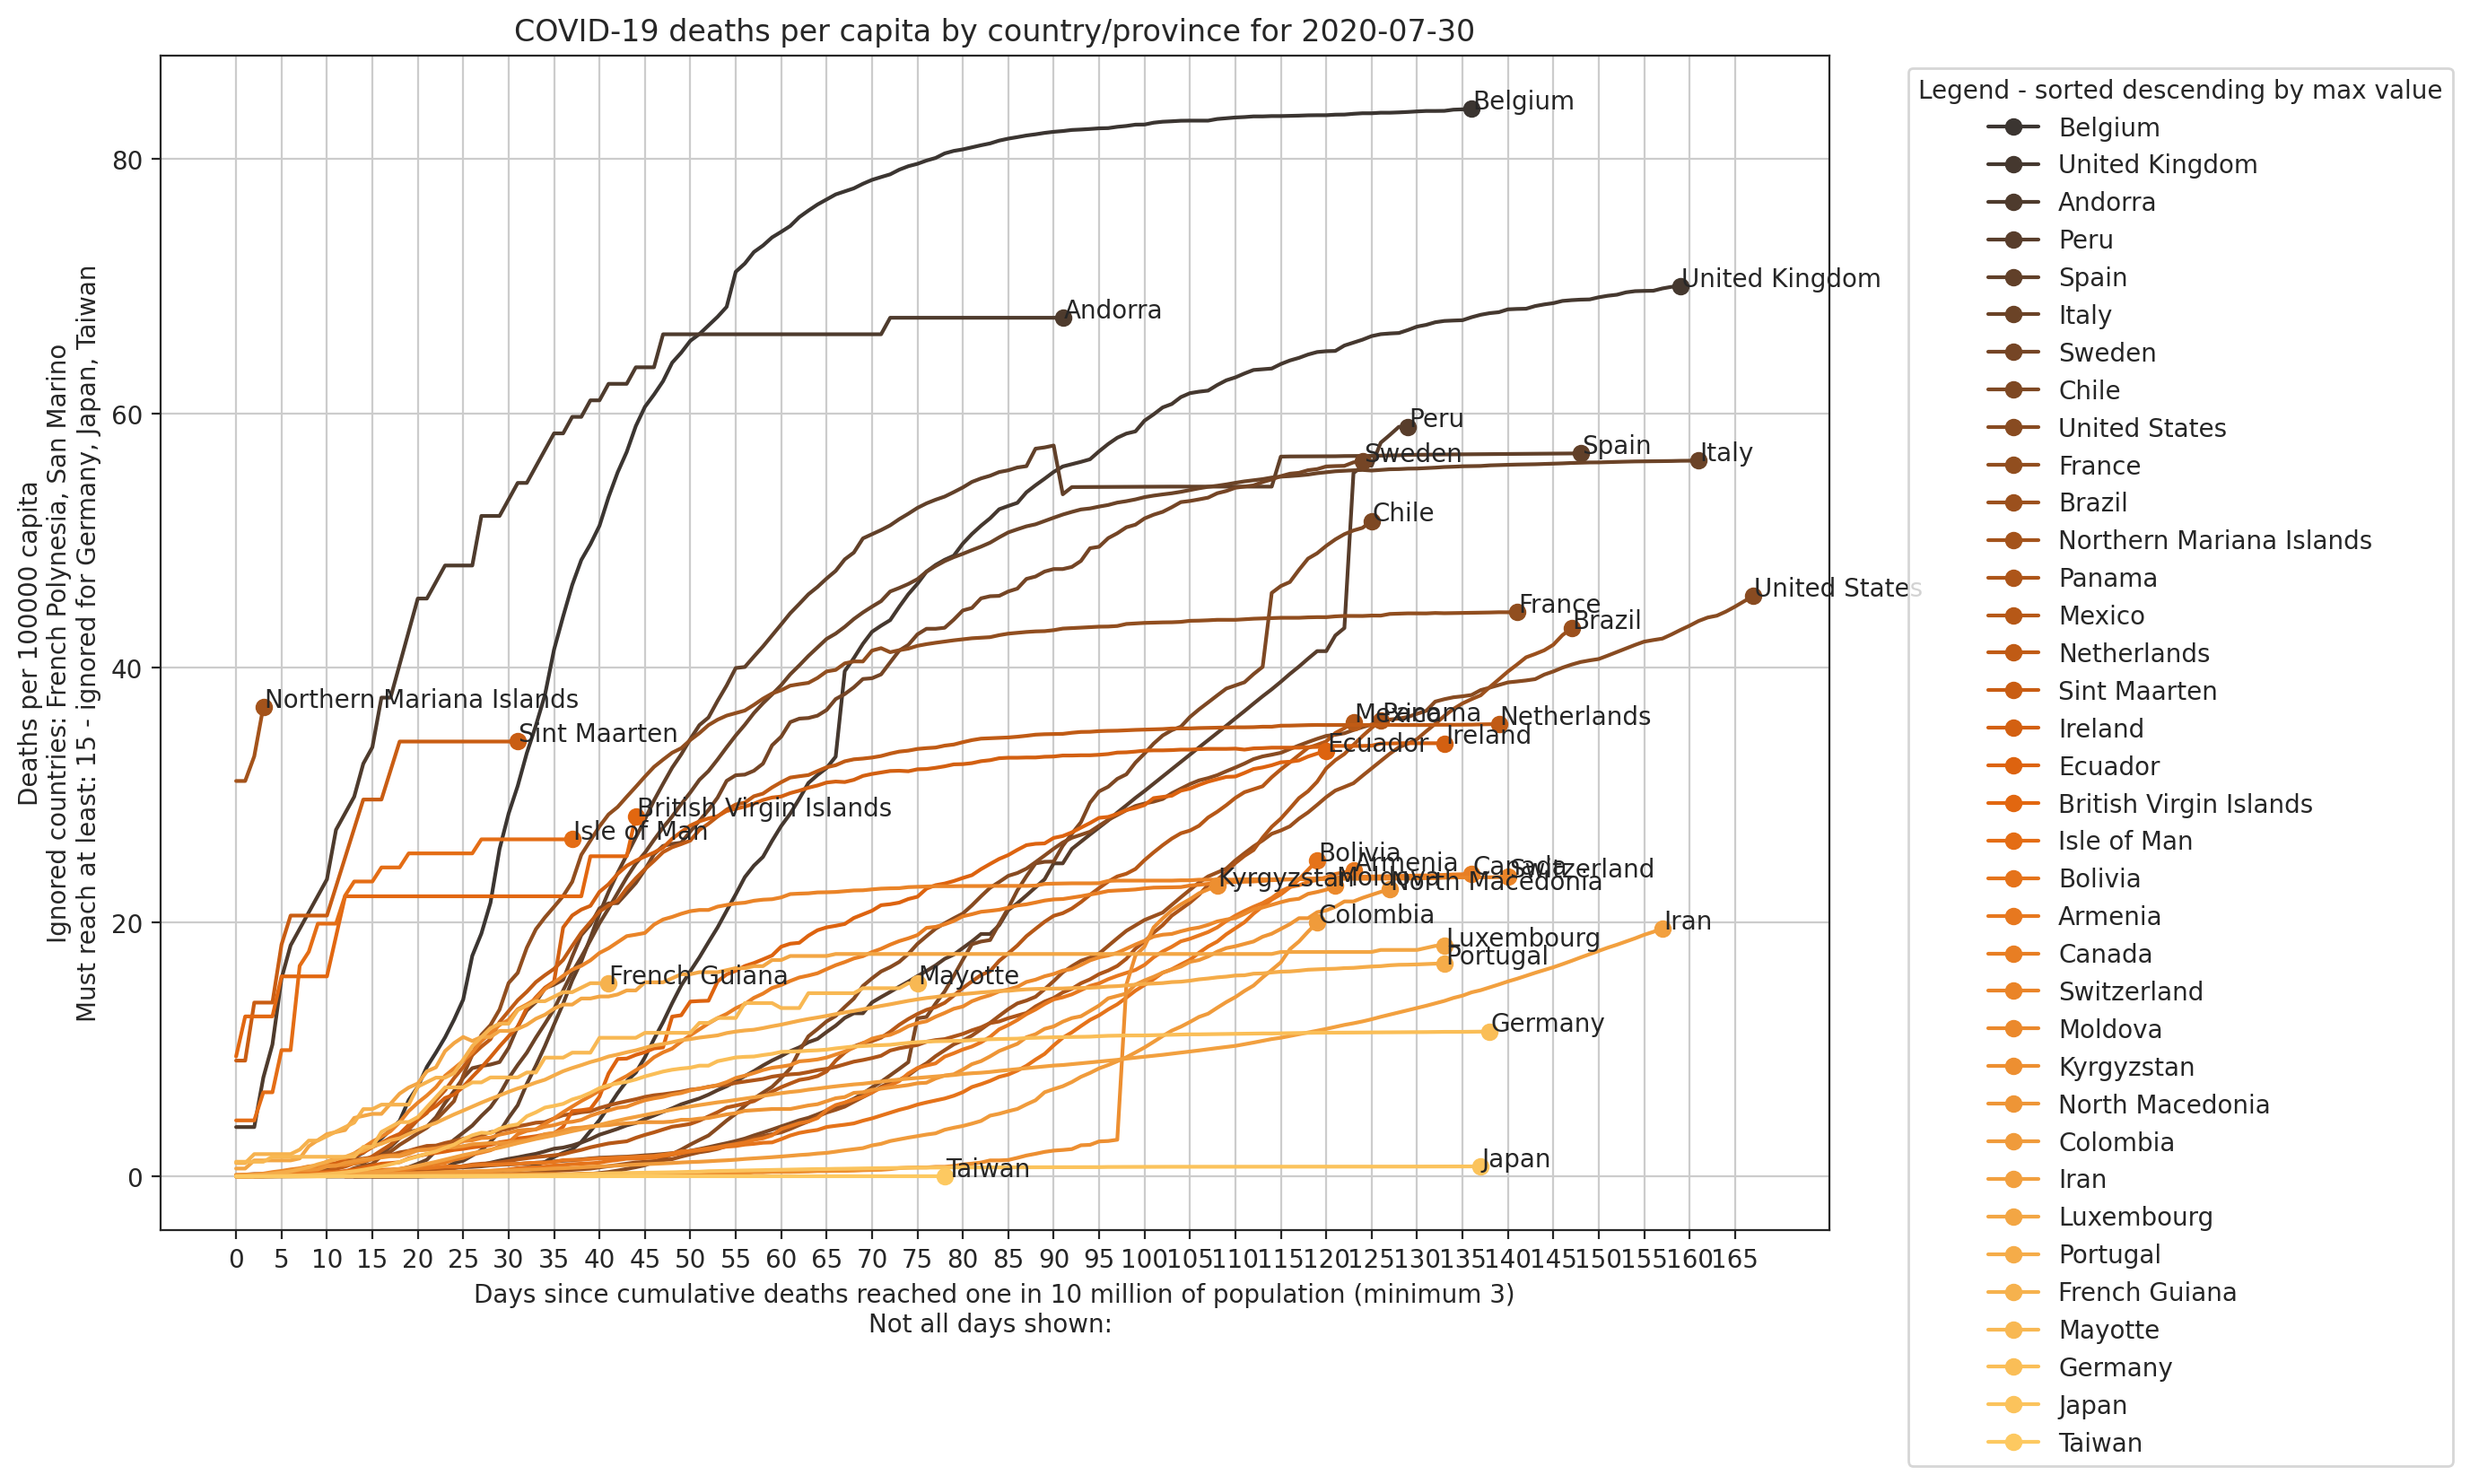 COVID-19 deaths per capita by country/province for 2020-07-30
Deaths per 100000 capita
Ignored countries: French Polynesia, San Marino
Must reach at least: 15 - ignored for Germany, Japan, Taiwan
80
60
40
20
0
Belgium
United Kingdom
Andorra
Peru
Spain
Sweden
Italy
Chile
United States
France
Brazil
Northern Mariana Islands
Mexico
Panama
Netherlands
Sint Maarten
Ireland
Ecuador
British Virgin Islands
Isle of Man
Bolivia
Armenia
Canada
Switzerland
Kyrgyzstan
Moldova
North Macedonia
Colombia
Iran
Luxembourg
Portugal
French Guiana
Mayotte
Germany
Japan
Taiwan
0 5 10 15 20 25 30 35 40 45 50 55 60 65 70 75 80 85 90 95 100 105 110 115 120 125 130 135 140 145 150 155 160 165
Days since cumulative deaths reached one in 10 million of population (minimum 3)
Not all days shown:
Legend - sorted descending by max value
Belgium
United Kingdom
Andorra
Peru
Spain
Italy
Sweden
Chile
United States
France
Brazil
Northern Mariana Islands
Panama
Mexico
Netherlands
Sint Maarten
Ireland
Ecuador
British Virgin Islands
Isle of Man
Bolivia
Armenia
Canada
Switzerland
Moldova
Kyrgyzstan
North Macedonia
Colombia
Iran
Luxembourg
Portugal
French Guiana
Mayotte
Germany
Japan
Taiwan